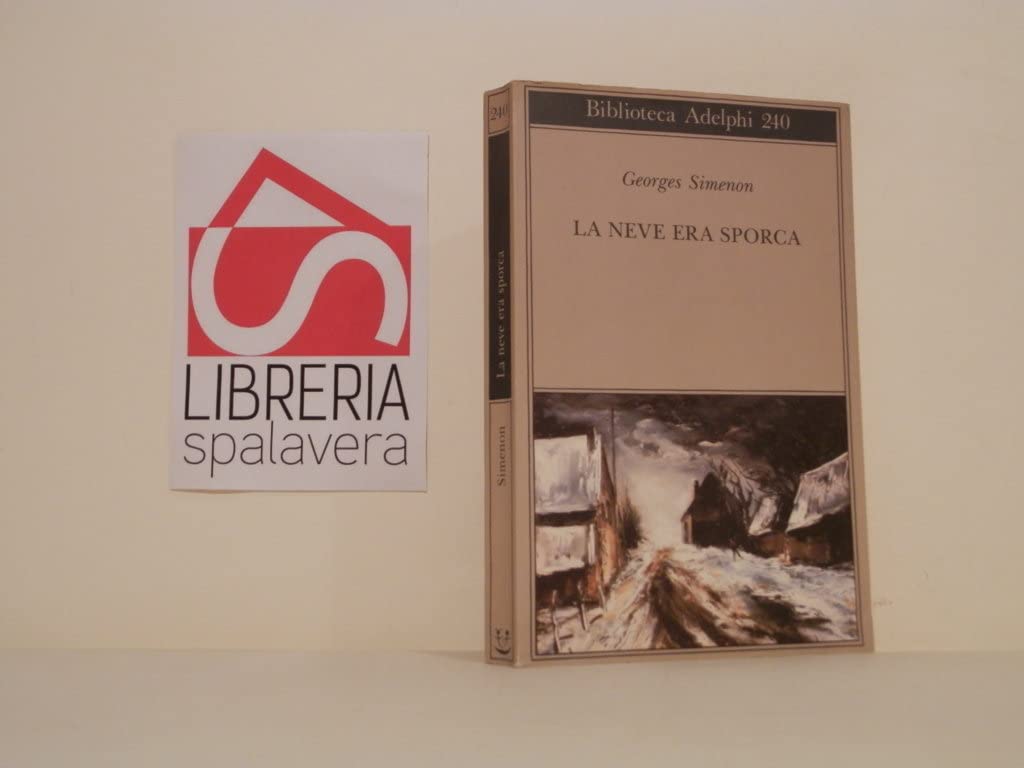 LIBRERIA
spalavera
240
La neve era sporca
Simenon
Biblioteca Adelphi 240
Georges Simenon
LA NEVE ERA SPORCA